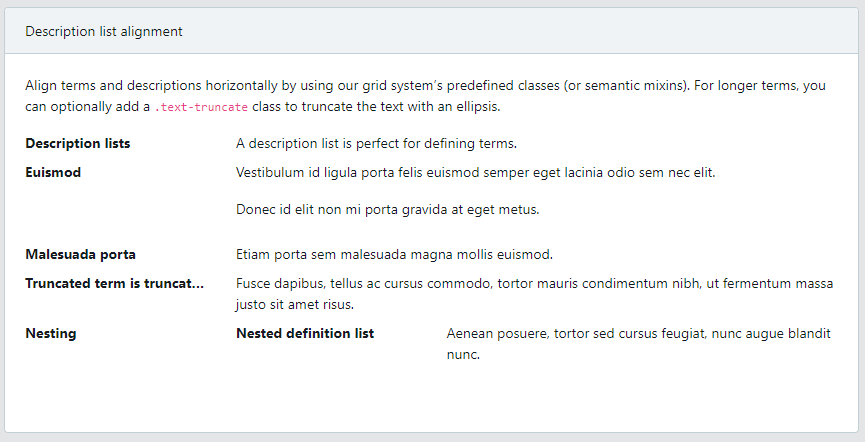 Description list alignment
Align terms and descriptions horizontally by using our grid system’s predefined classes (or semantic mixins). For longer terms, you
can optionally add a .text-truncate class to truncate the text with an ellipsis.
Description lists A description list is perfect for defining terms.
Euismod Vestibulum id ligula porta felis euismod semper eget lacinia odio sem nec elit.
Donec id elit non mi porta gravida at eget metus.
Malesuada porta Etiam porta sem malesuada magna mollis euismod.
Truncated term is truncat... Fusce dapibus, tellus ac cursus commodo, tortor mauris condimentum nibh, ut fermentum massa
justo sit amet risus.
Nesting Nested definition list Aenean posuere, tortor sed cursus feugiat, nunc augue blandit
nunc.